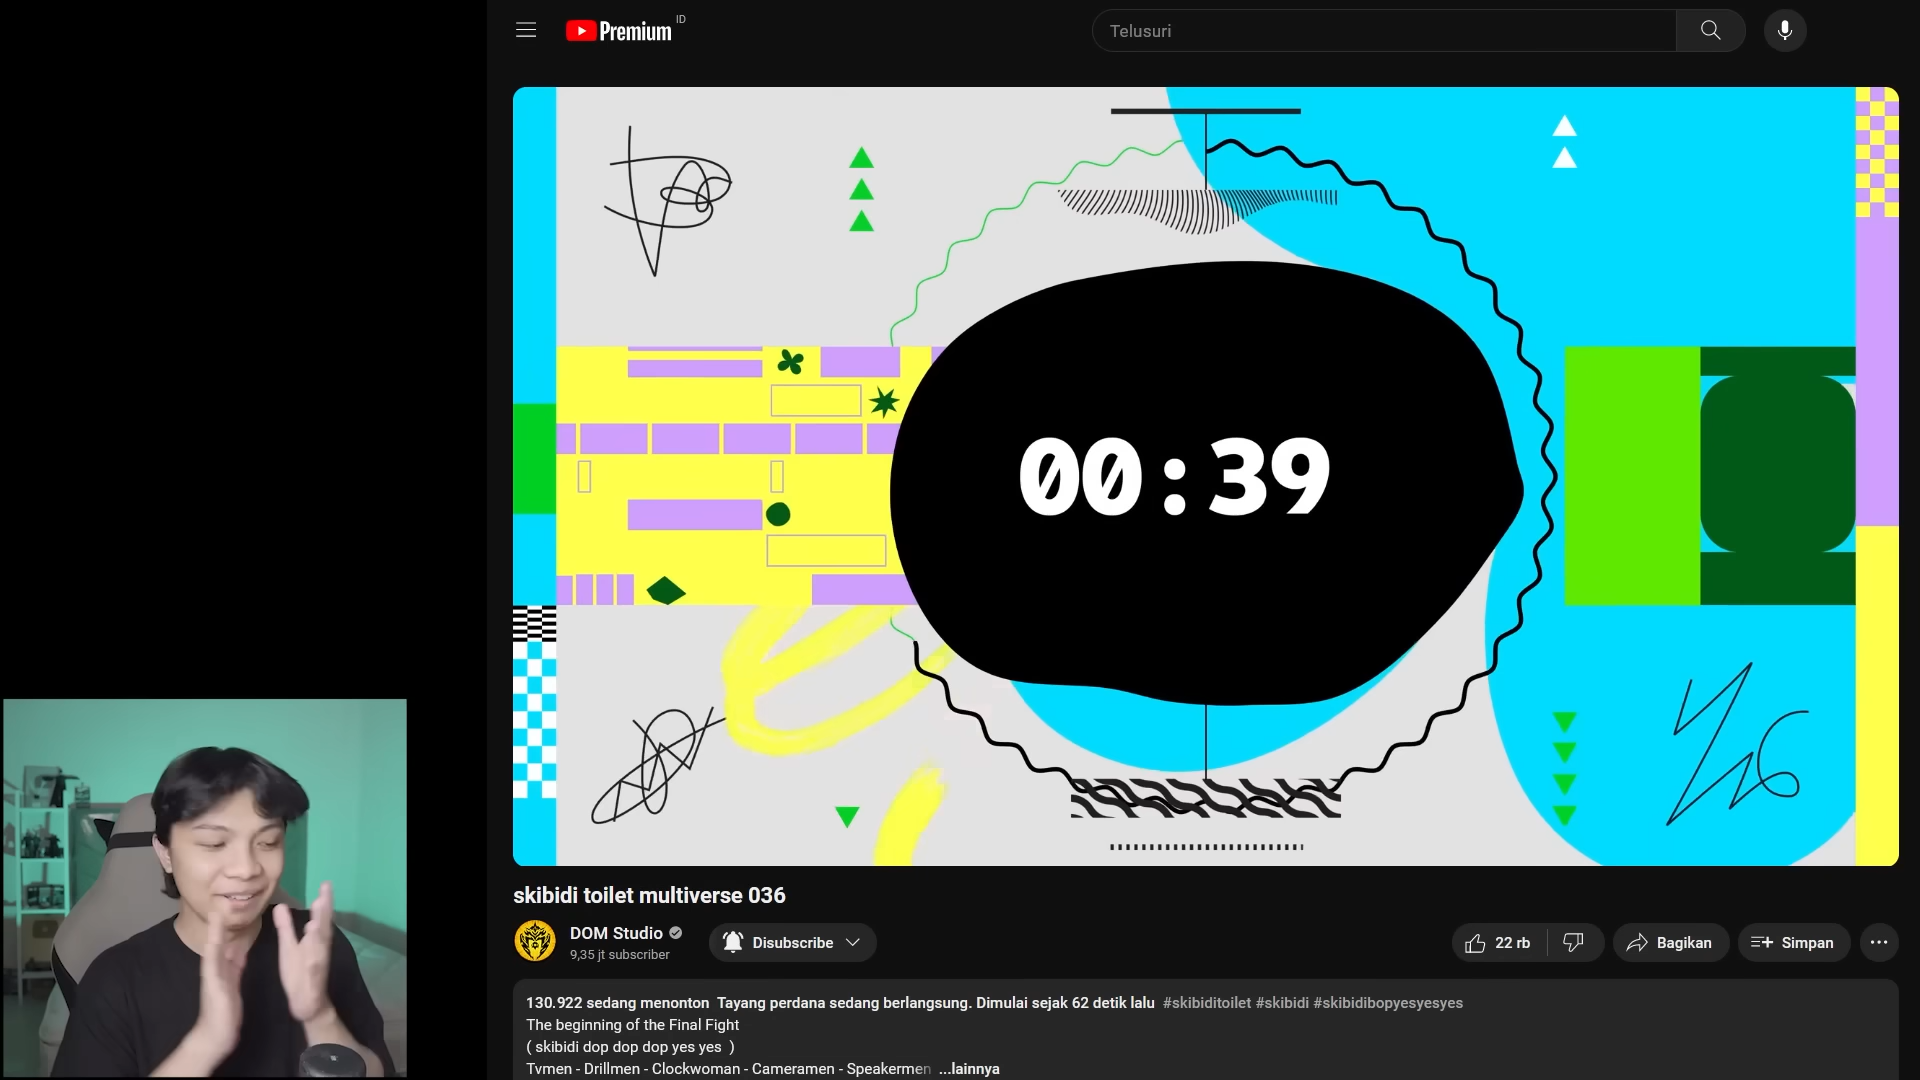 Premium ID
Telusuri
00:39
skibidi toilet multiverse 036
DOM Studio
9,35 jt subscriber
Disubscribe
22 rb
Bagikan
Simpan
130.922 sedang menonton Tayang perdana sedang berlangsung. Dimulai sejak 62 detik lalu #skibiditoilet #skibidi #skibidibopyesyesyes
The beginning of the Final Fight
( skibidi dop dop dop yes yes )
Tvmen - Drillmen - Clockwoman - Cameramen - Speakermen ...lainnya